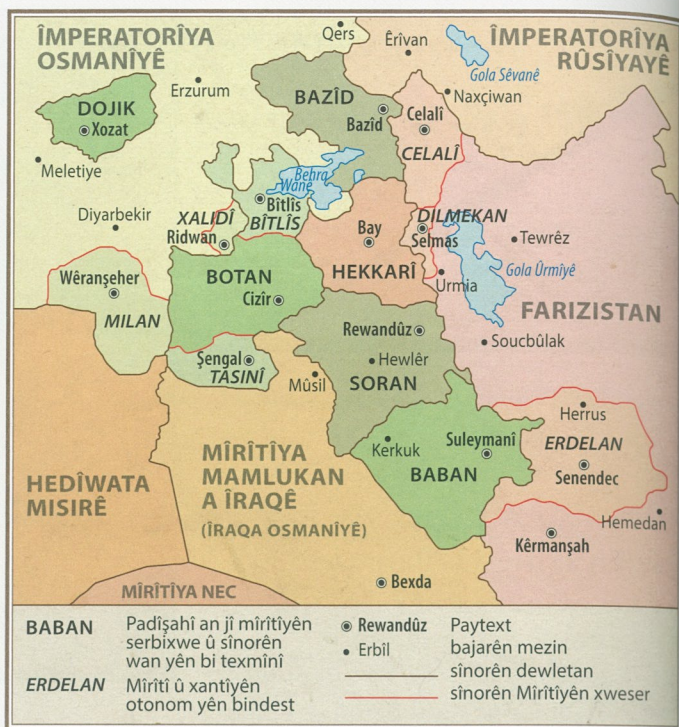 ÎMPERATORÎYA
OSMANÎYÊ
Qers
Êrîvan
ÎMPERATORÎYA
RÛSÎYAYÊ
Gola Sêvanê
Erzurum
BAZÎD
Bazîd
Naxçiwan
DOJIK
Xozat
Celalî
CELALÎ
Meletiye
Behra
Wanê
Bîtlîs
BÎTLÎS
Diyarbekir
XALIDÎ
Ridwan
DILMEKAN
Selmas
Bay
HEKKARÎ
Tewrêz
Gola Ûrmîyê
Urmia
Wêranşeher
MILAN
BOTAN
Cizîr
FARIZISTAN
Rewandûz
Soucbûlak
Şengal
TASINÎ
Hewlêr
Mûsil
SORAN
Herrus
Kerkuk
Suleymanî
BABAN
ERDELAN
Senendec
HEDÎWATA
MISIRÊ
MÎRÎTÎYA
MAMLUKAN
A ÎRAQÊ
(ÎRAQA OSMANÎYÊ)
Hemedan
Kêrmanşah
MÎRÎTÎYA NEC
Bexda
BABAN
Padîşahî an jî mîrîtîyên
serbixwe û sînorên
wan yên bi texmînî
ERDELAN
Mîrîtî û xantîyên
otonom yên bindest
Rewandûz Paytext
Erbîl bajarên mezin
sînorên dewletan
sînorên Mîrîtîyên xweser